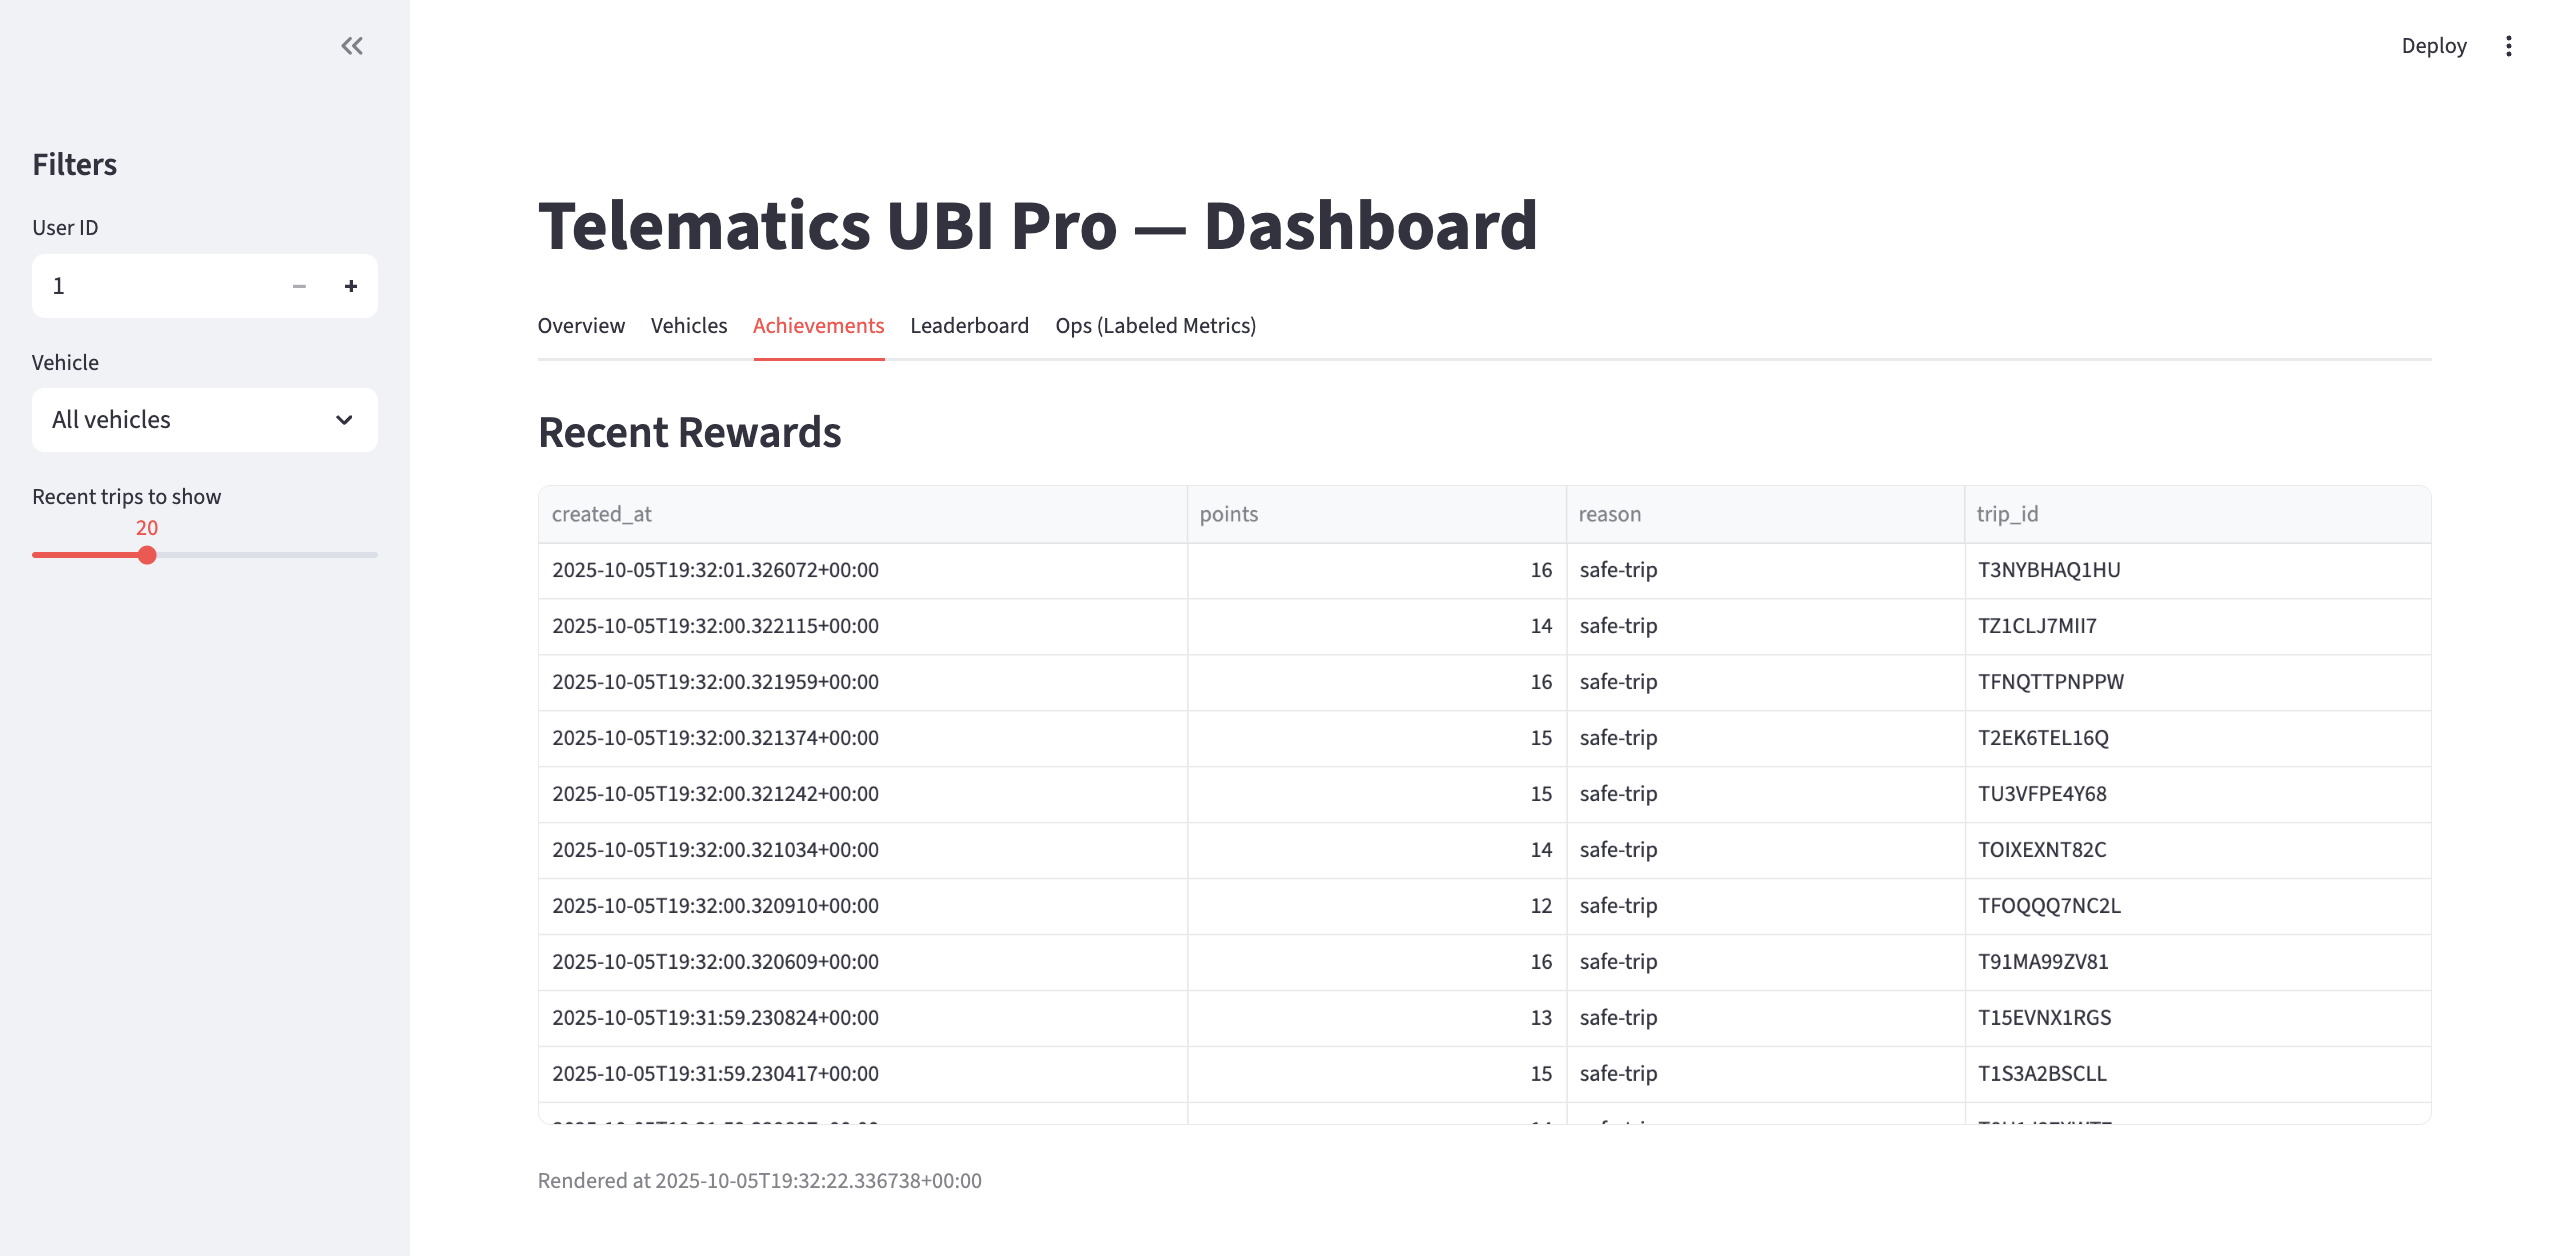 Deploy
Filters
User ID
1
Vehicle
All vehicles
Recent trips to show
20
Telematics UBI Pro — Dashboard
Overview Vehicles Achievements Leaderboard Ops (Labeled Metrics)
Recent Rewards
created_at points reason trip_id
2025-10-05T19:32:01.326072+00:00 16 safe-trip T3NYBHAQ1HU
2025-10-05T19:32:00.322115+00:00 14 safe-trip TZ1CLJ7MII7
2025-10-05T19:32:00.321959+00:00 16 safe-trip TFNQTTPNPPW
2025-10-05T19:32:00.321374+00:00 15 safe-trip T2EK6TEL16Q
2025-10-05T19:32:00.321242+00:00 15 safe-trip TU3VFPE4Y68
2025-10-05T19:32:00.321034+00:00 14 safe-trip TOIXEXNT82C
2025-10-05T19:32:00.320910+00:00 12 safe-trip TFOQQQ7NC2L
2025-10-05T19:32:00.320609+00:00 16 safe-trip T91MA99ZV81
2025-10-05T19:31:59.230824+00:00 13 safe-trip T15EVNX1RGS
2025-10-05T19:31:59.230417+00:00 15 safe-trip T1S3A2BSCLL
Rendered at 2025-10-05T19:32:22.336738+00:00